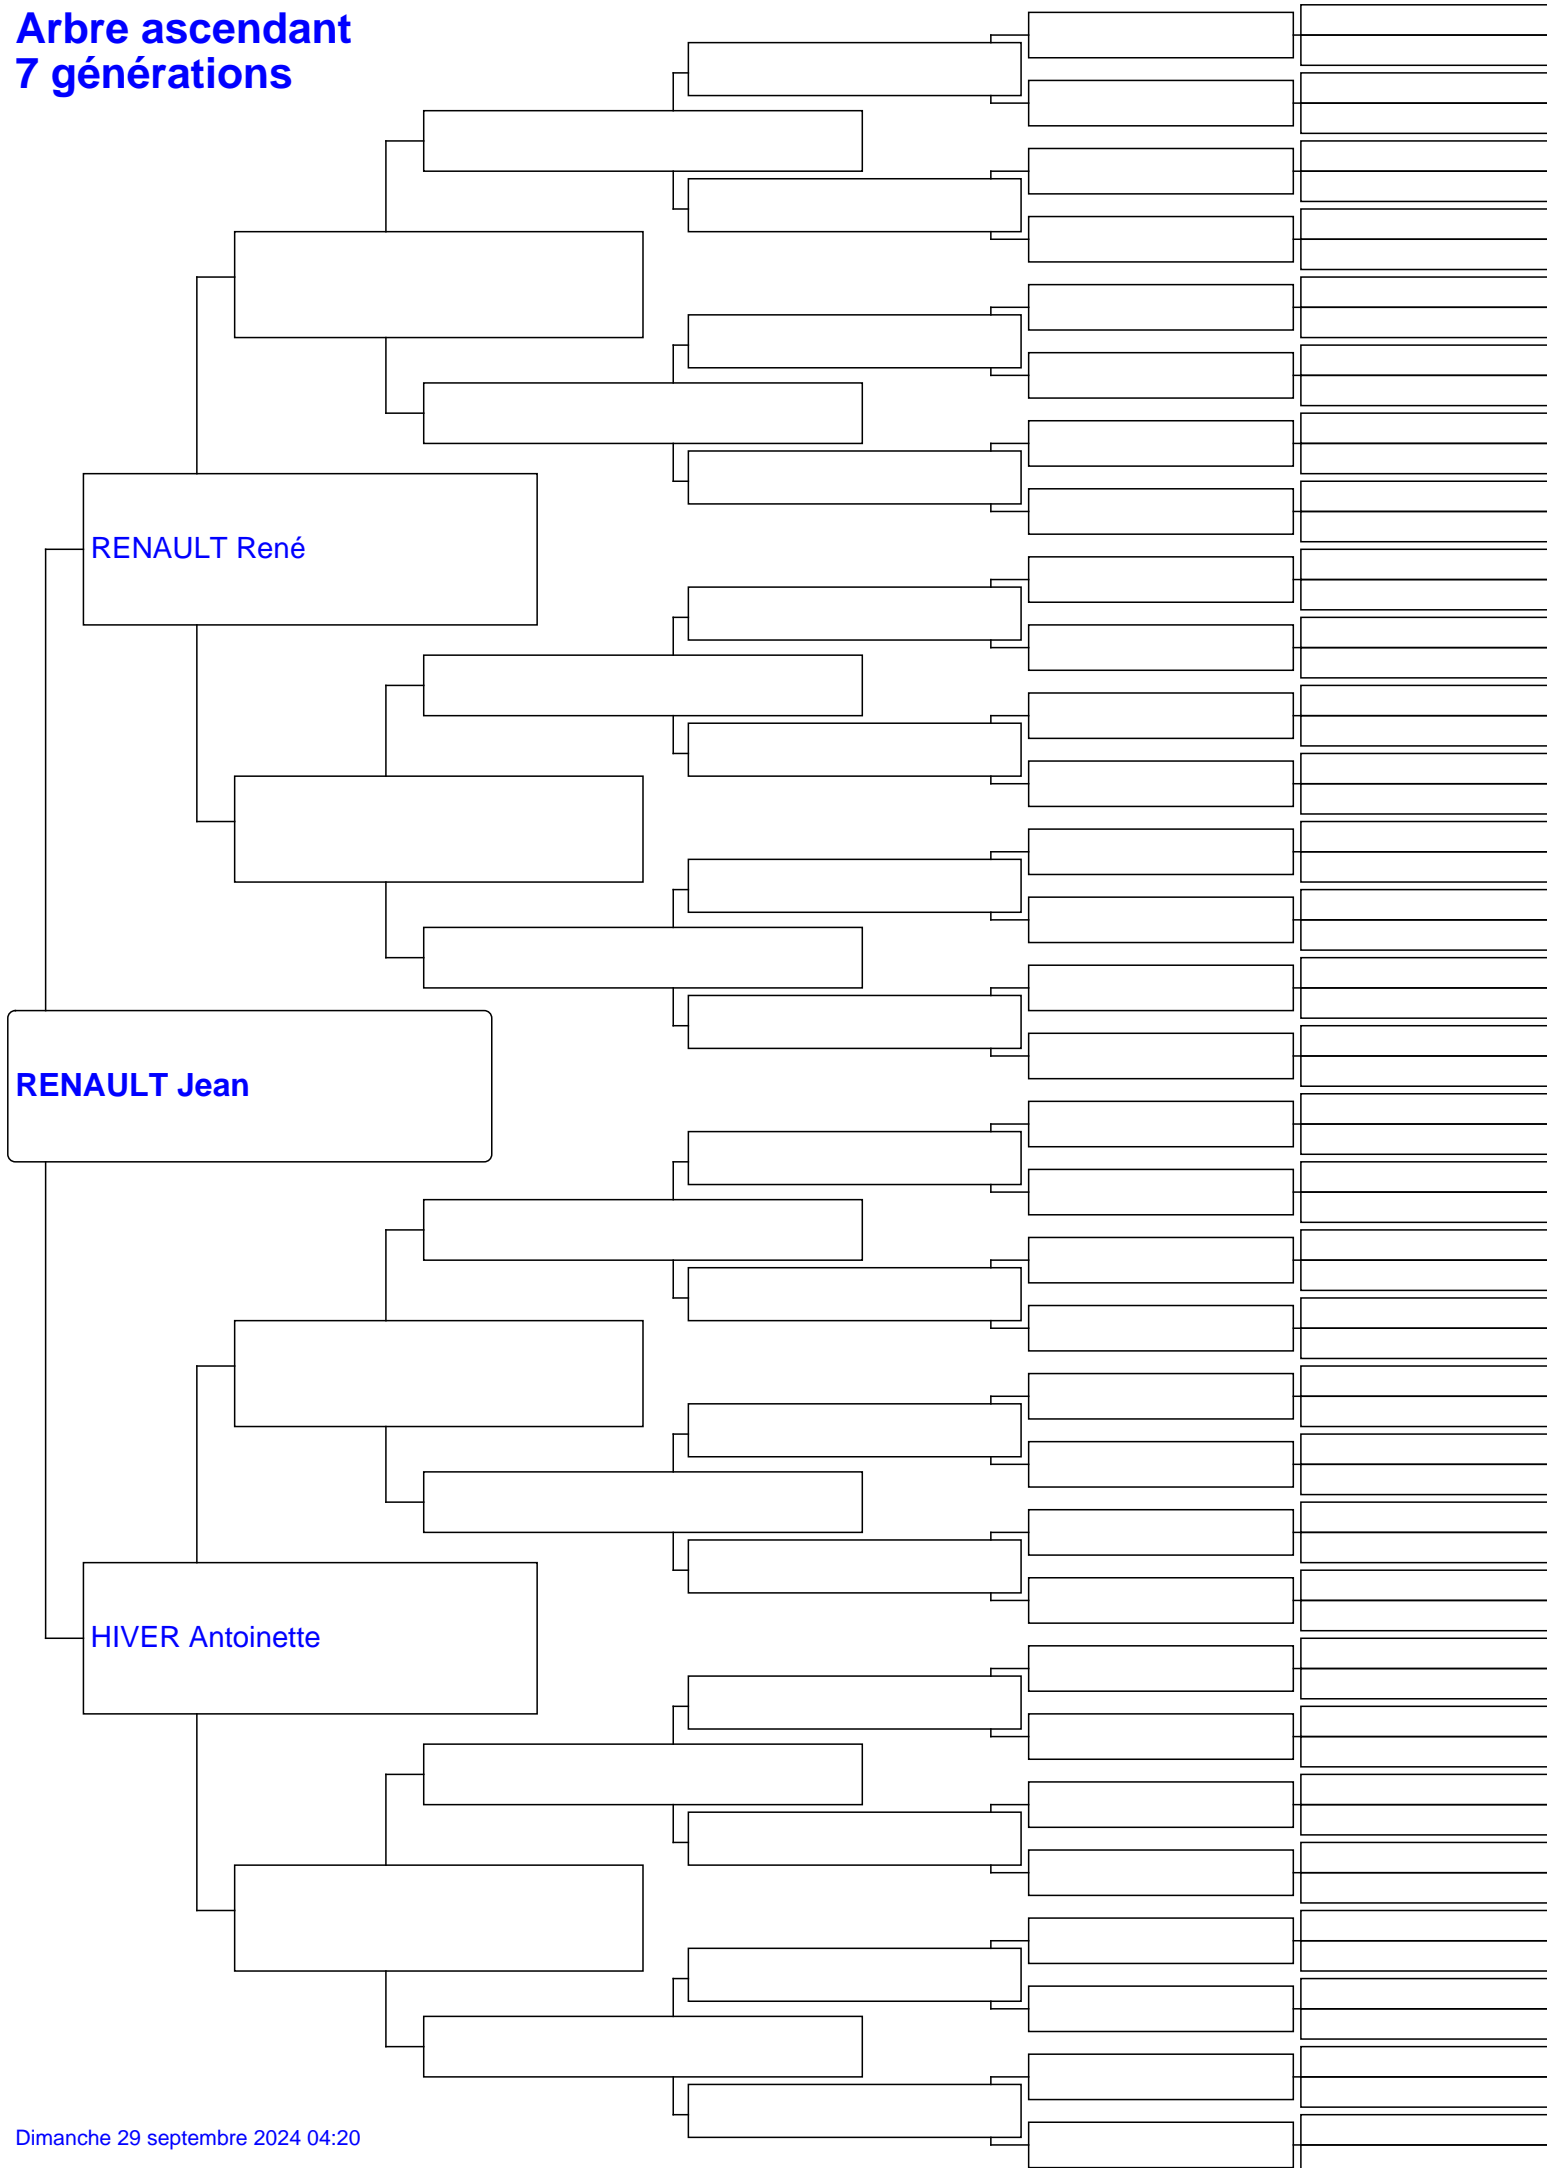 Arbre ascendant
7 générations
RENAULT René
RENAULT Jean
HIVER Antoinette
Dimanche 29 septembre 2024 04:20